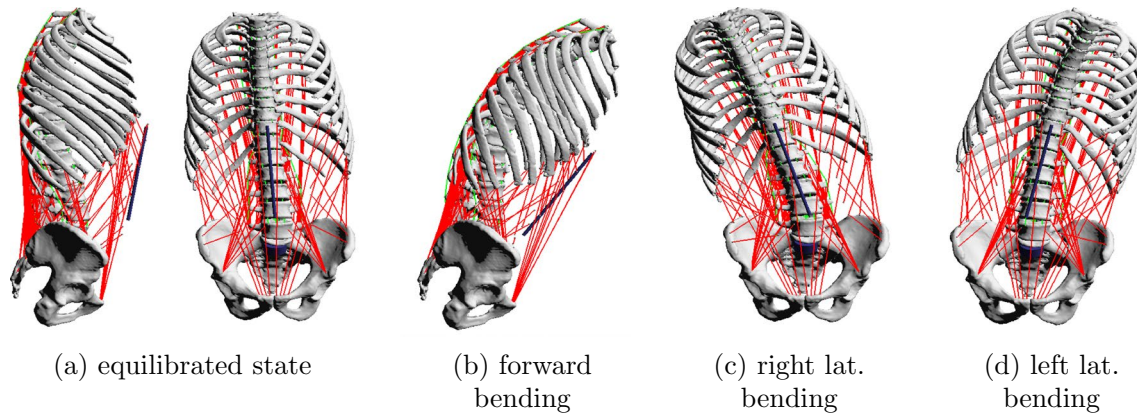 (a) equilibrated state
(b) forward
bending
(c) right lat.
bending
(d) left lat.
bending